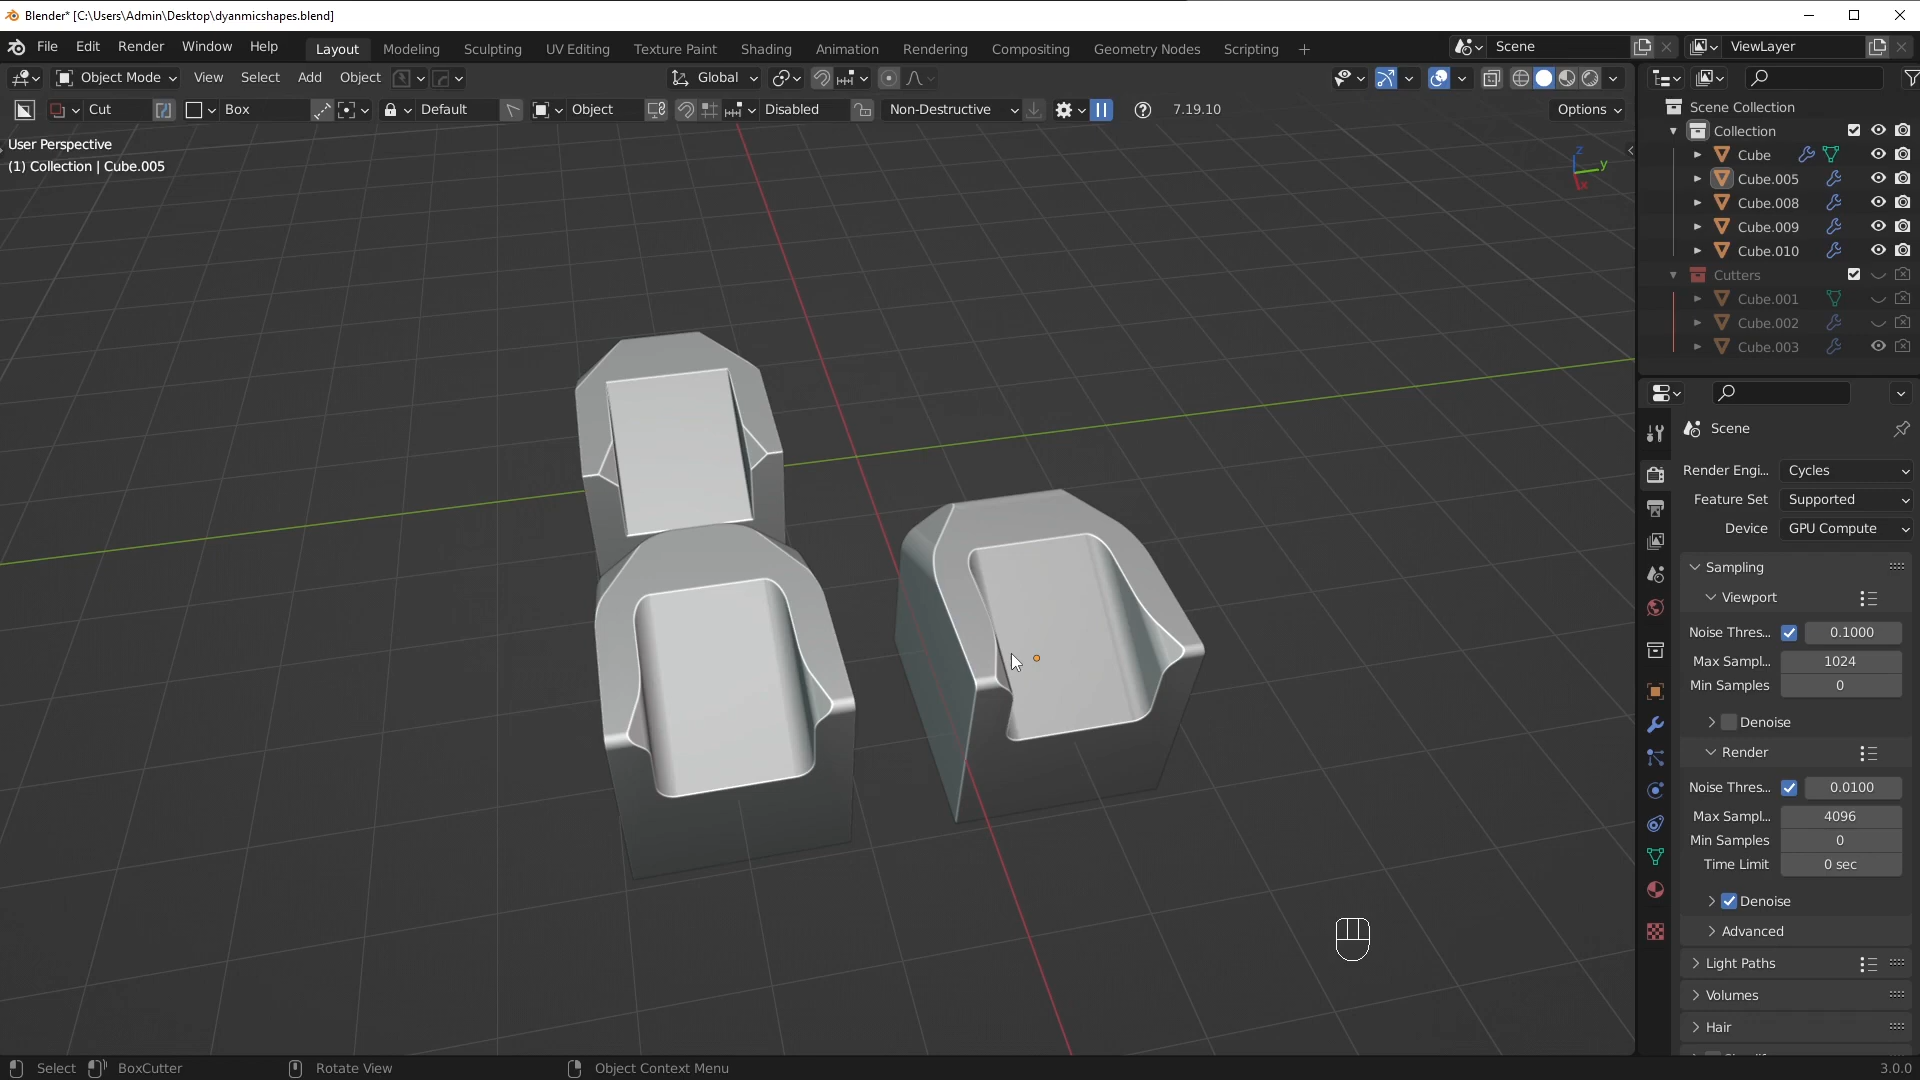 Blender* [C:\Users\Admin\Desktop\dyanmicshapes.blend]
File Edit Render Window Help Layout Modeling Sculpting UV Editing Texture Paint Shading Animation Rendering Compositing Geometry Nodes Scripting + Scene ViewLayer
Object Mode View Select Add Object Global
Cut Box Default Object Disabled Non-Destructive 7.19.10 Options
User Perspective
(1) Collection | Cube.005
z
y
x
Scene Collection
Collection
Cube
Cube.005
Cube.008
Cube.009
Cube.010
Cutters
Cube.001
Cube.002
Cube.003
Scene
Render Engi... Cycles
Feature Set Supported
Device GPU Compute
Sampling
Viewport
Noise Thres... 0.1000
Max Sampl... 1024
Min Samples 0
Denoise
Render
Noise Thres... 0.0100
Max Sampl... 4096
Min Samples 0
Time Limit 0 sec
Denoise
Advanced
Light Paths
Volumes
Hair
Select BoxCutter Rotate View Object Context Menu 3.0.0